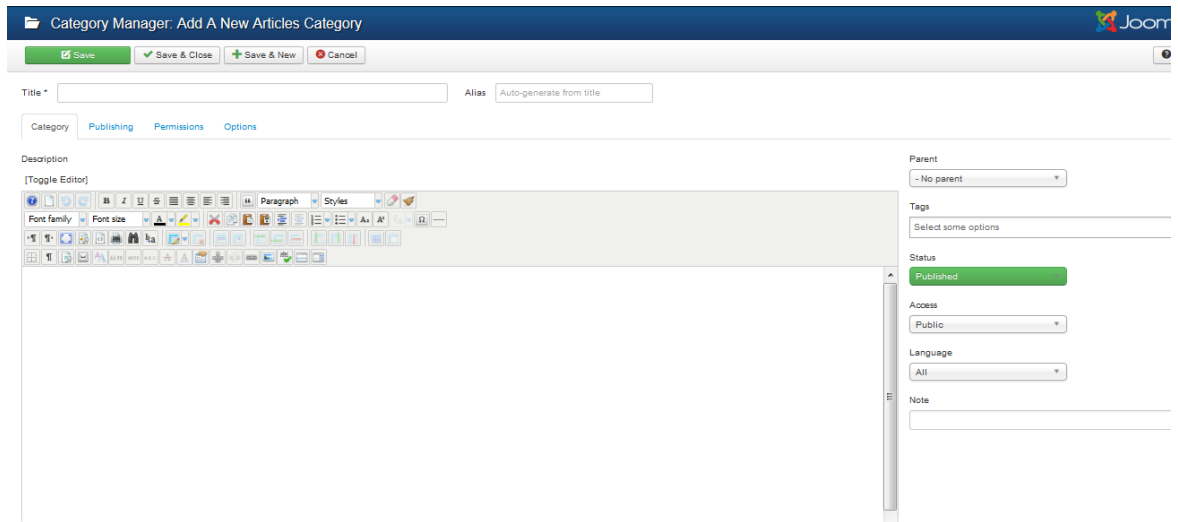 Category Manager: Add A New Articles Category
Joom
Save Save & Close Save & New Cancel
Title * Alias Auto-generate from title
Category Publishing Permissions Options
Description
[Toggle Editor]
Paragraph Styles
Font family Font size
Parent
- No parent
Tags
Select some options
Status
Published
Access
Public
Language
All
Note